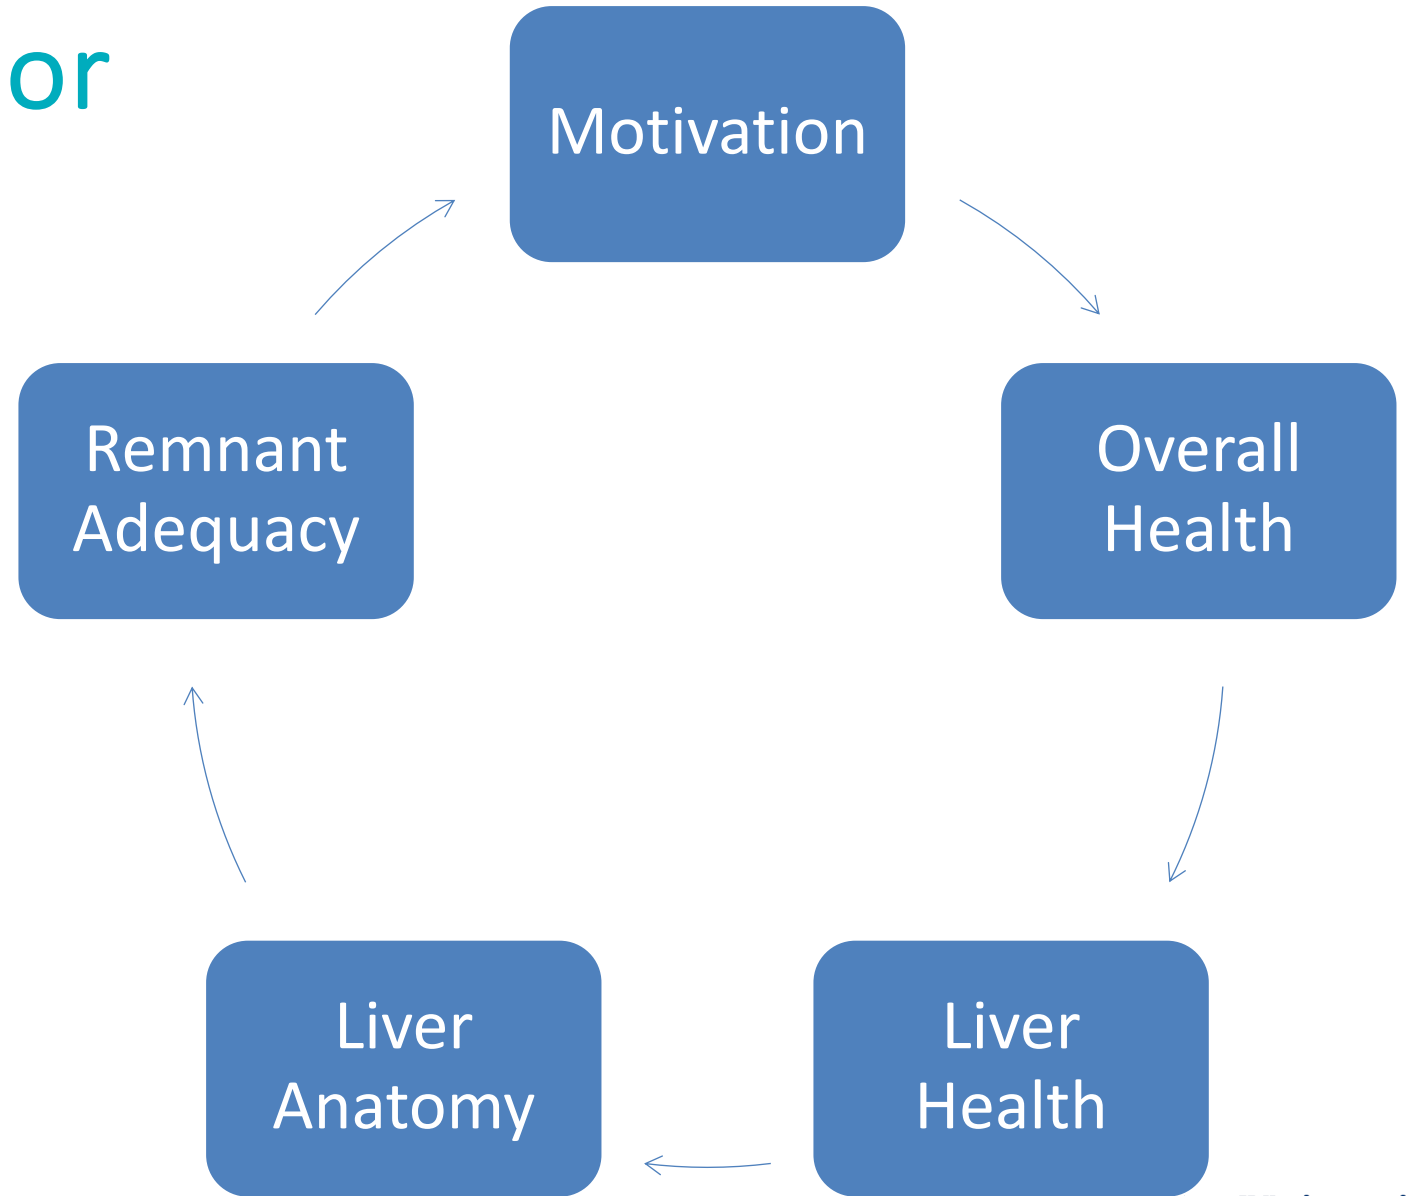 or
Motivation
Overall
Health
Liver
Health
Liver
Anatomy
Remnant
Adequacy